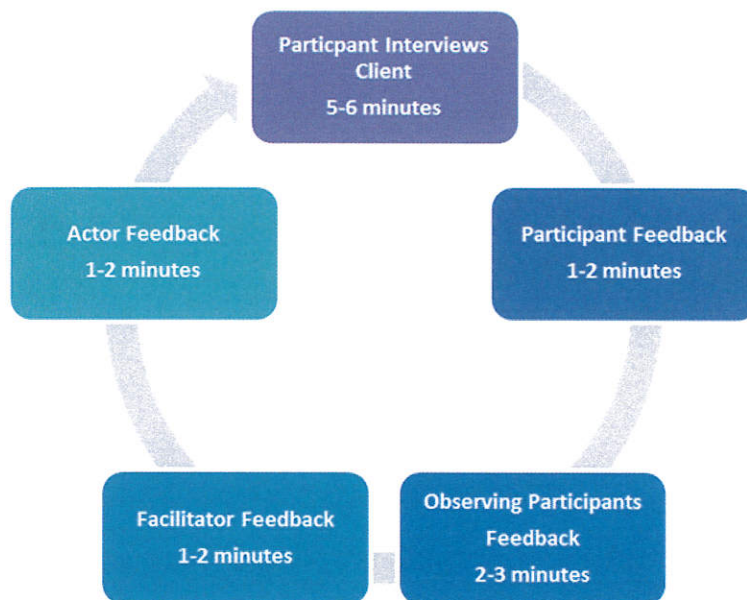 Particpant Interviews
Client
5-6 minutes
Participant Feedback
1-2 minutes
Observing Participants
Feedback
2-3 minutes
Facilitator Feedback
1-2 minutes
Actor Feedback
1-2 minutes